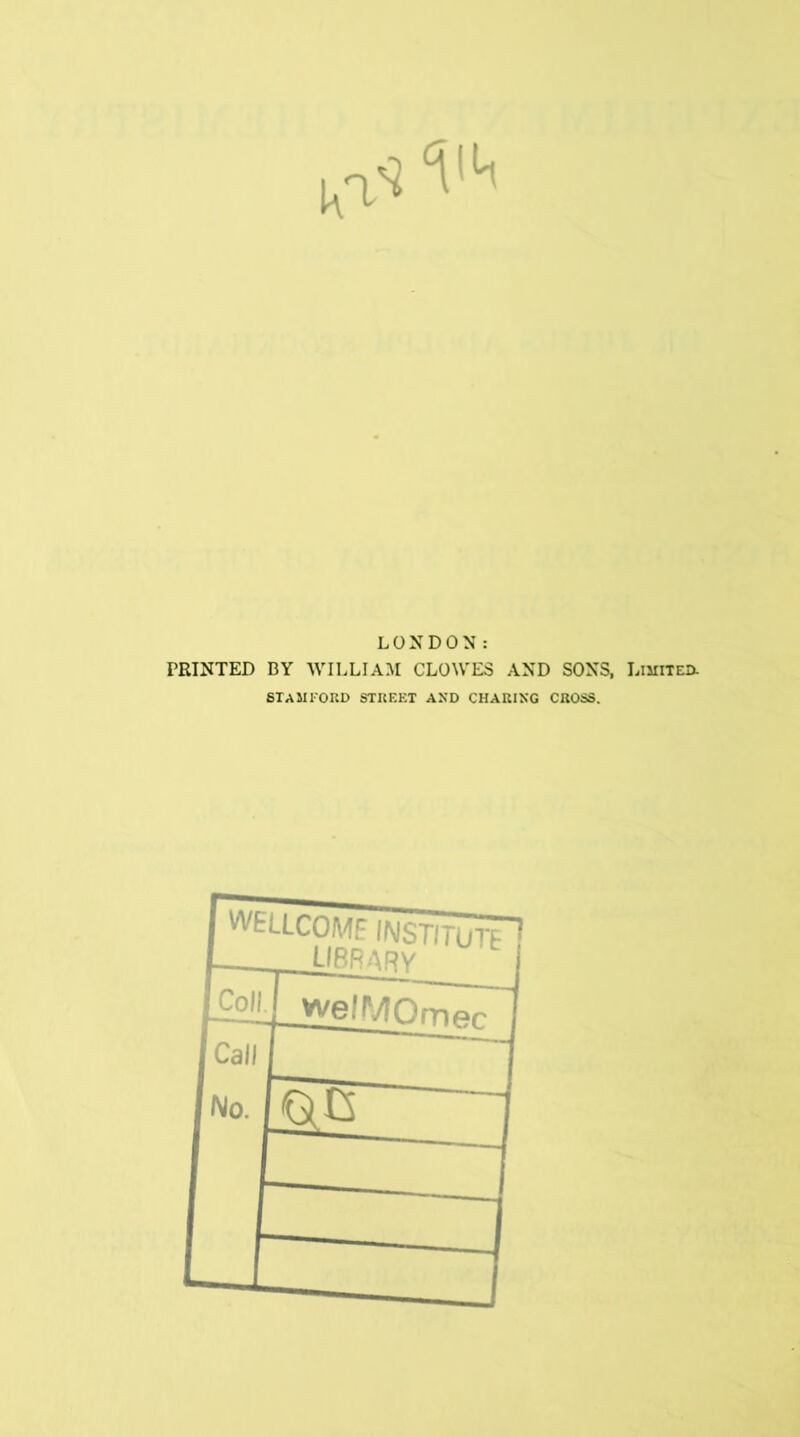 LONDON:
PRINTED BY WILLIAM CLOWES AND SONS, LIMITED.
STAMFORD STREET AND CHARING CROSS.
WELLCOME INSTITUTE
LIBRARY
Coll. welMOmec
Call
No. QD